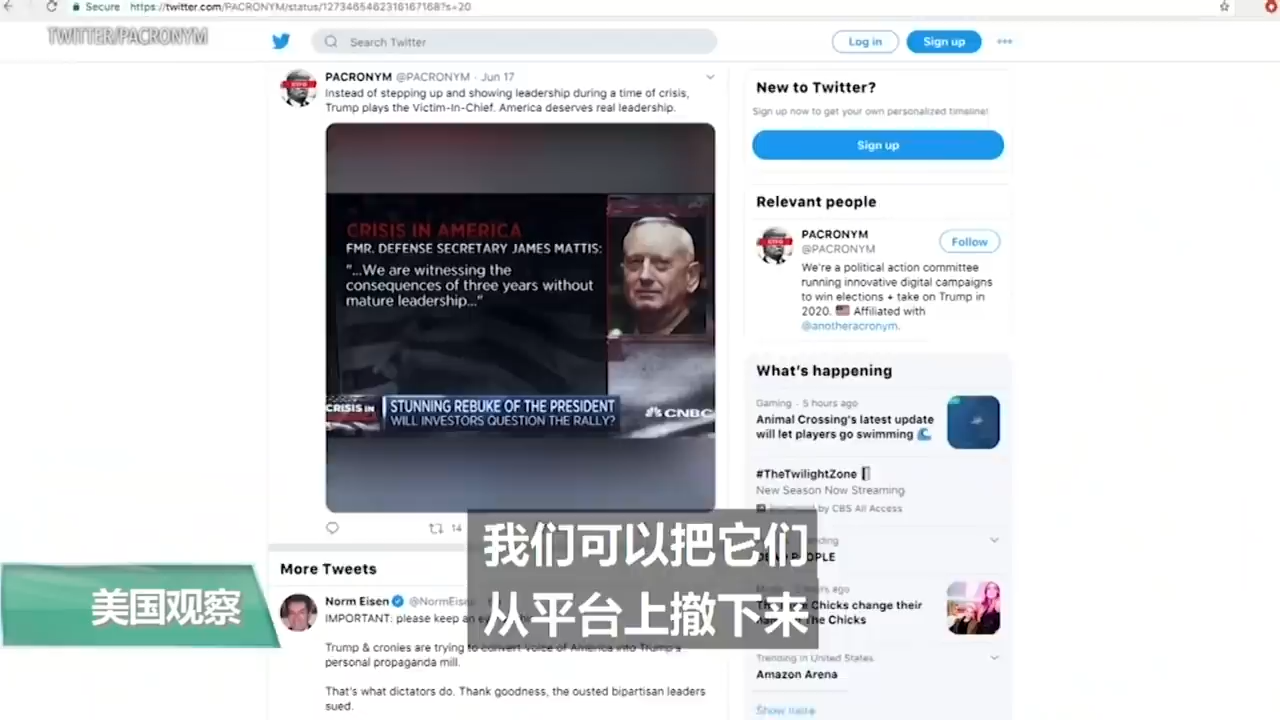 Secure
https://twitter.com/PACRONYM/status/1273465462316167168?s=20
TWITTER/PACRONYM
Search Twitter
Log in
Sign up
PACRONYM @PACRONYM · Jun 17
Instead of stepping up and showing leadership during a time of crisis,
Trump plays the Victim-In-Chief. America deserves real leadership.
CRISIS IN AMERICA
FMR. DEFENSE SECRETARY JAMES MATTIS:
"...We are witnessing the
consequences of three years without
mature leadership..."
CRISIS IN
STUNNING REBUKE OF THE PRESIDENT
WILL INVESTORS QUESTION THE RALLY?
CNBC
14
More Tweets
Norm Eisen @NormEise
IMPORTANT: please keep an ey
Trump & cronies are trying to convert Voice of America into Trump's
personal propaganda mill.
That's what dictators do. Thank goodness, the ousted bipartisan leaders
sued.
New to Twitter?
Sign up now to get your own personalized timeline!
Sign up
Relevant people
PACRONYM
@PACRONYM
Follow
We're a political action committee
running innovative digital campaigns
to win elections + take on Trump in
2020. 🇺🇸 Affiliated with
@anotheracronym.
What's happening
Gaming · 5 hours ago
Animal Crossing's latest update
will let players go swimming 🌊
#TheTwilightZone
New Season Now Streaming
by CBS All Access
PEOPLE
hours ago
Chicks change their
The Chicks
Trending in United States
Amazon Arena
Show more
我们可以把它们
从平台上撤下来
美国观察